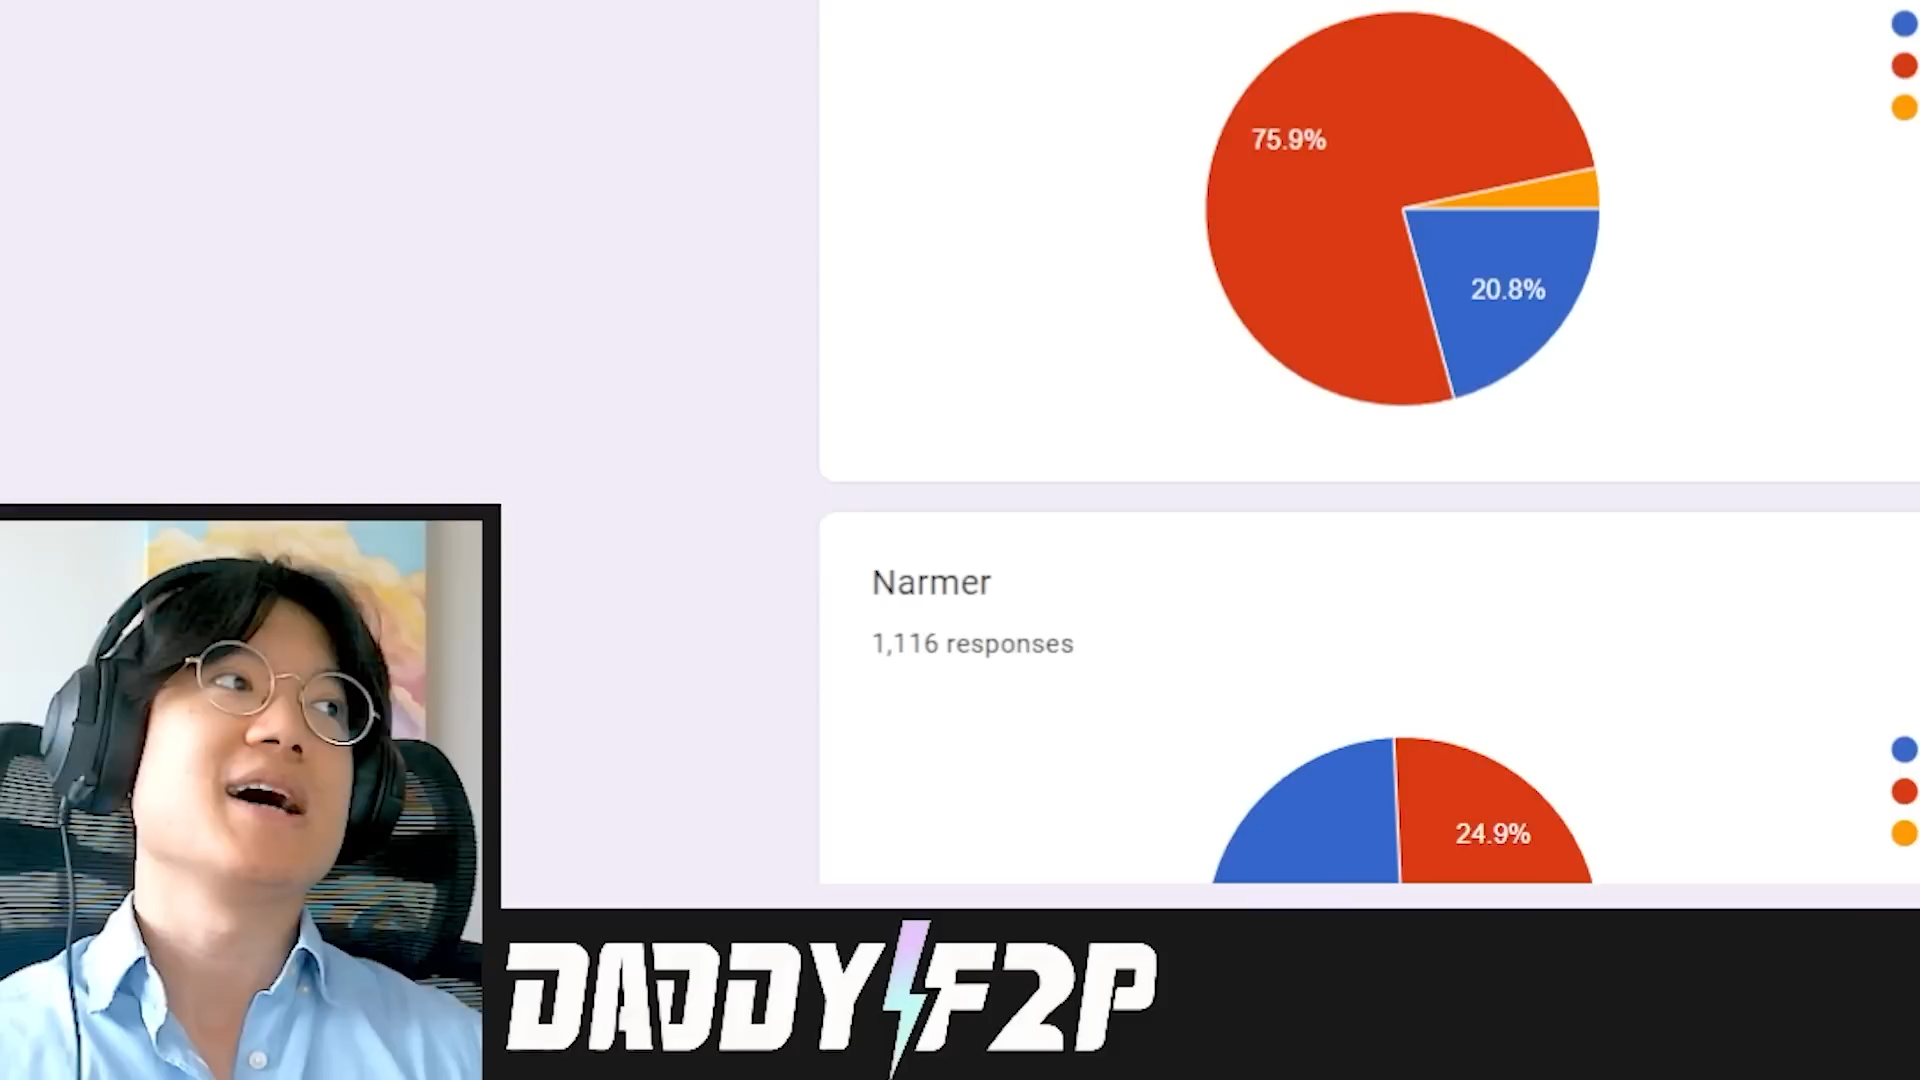 75.9%
20.8%
Narmer
1,116 responses
24.9%
DADDY F2P